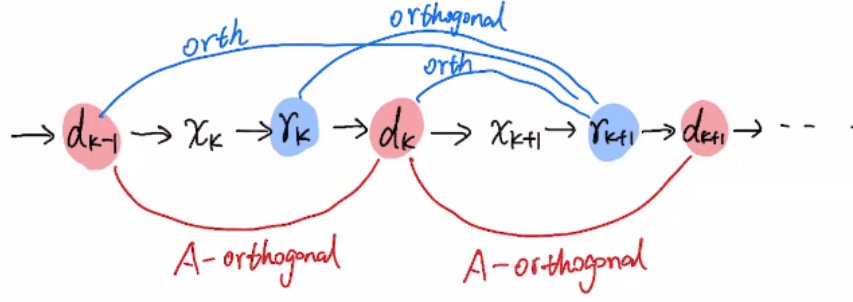 orthogonal
orth
orth
→ dₖ₋₁ → xₖ → rₖ → dₖ → xₖ₊₁ → rₖ₊₁ → dₖ₊₁ → - - -
A-orthogonal A-orthogonal